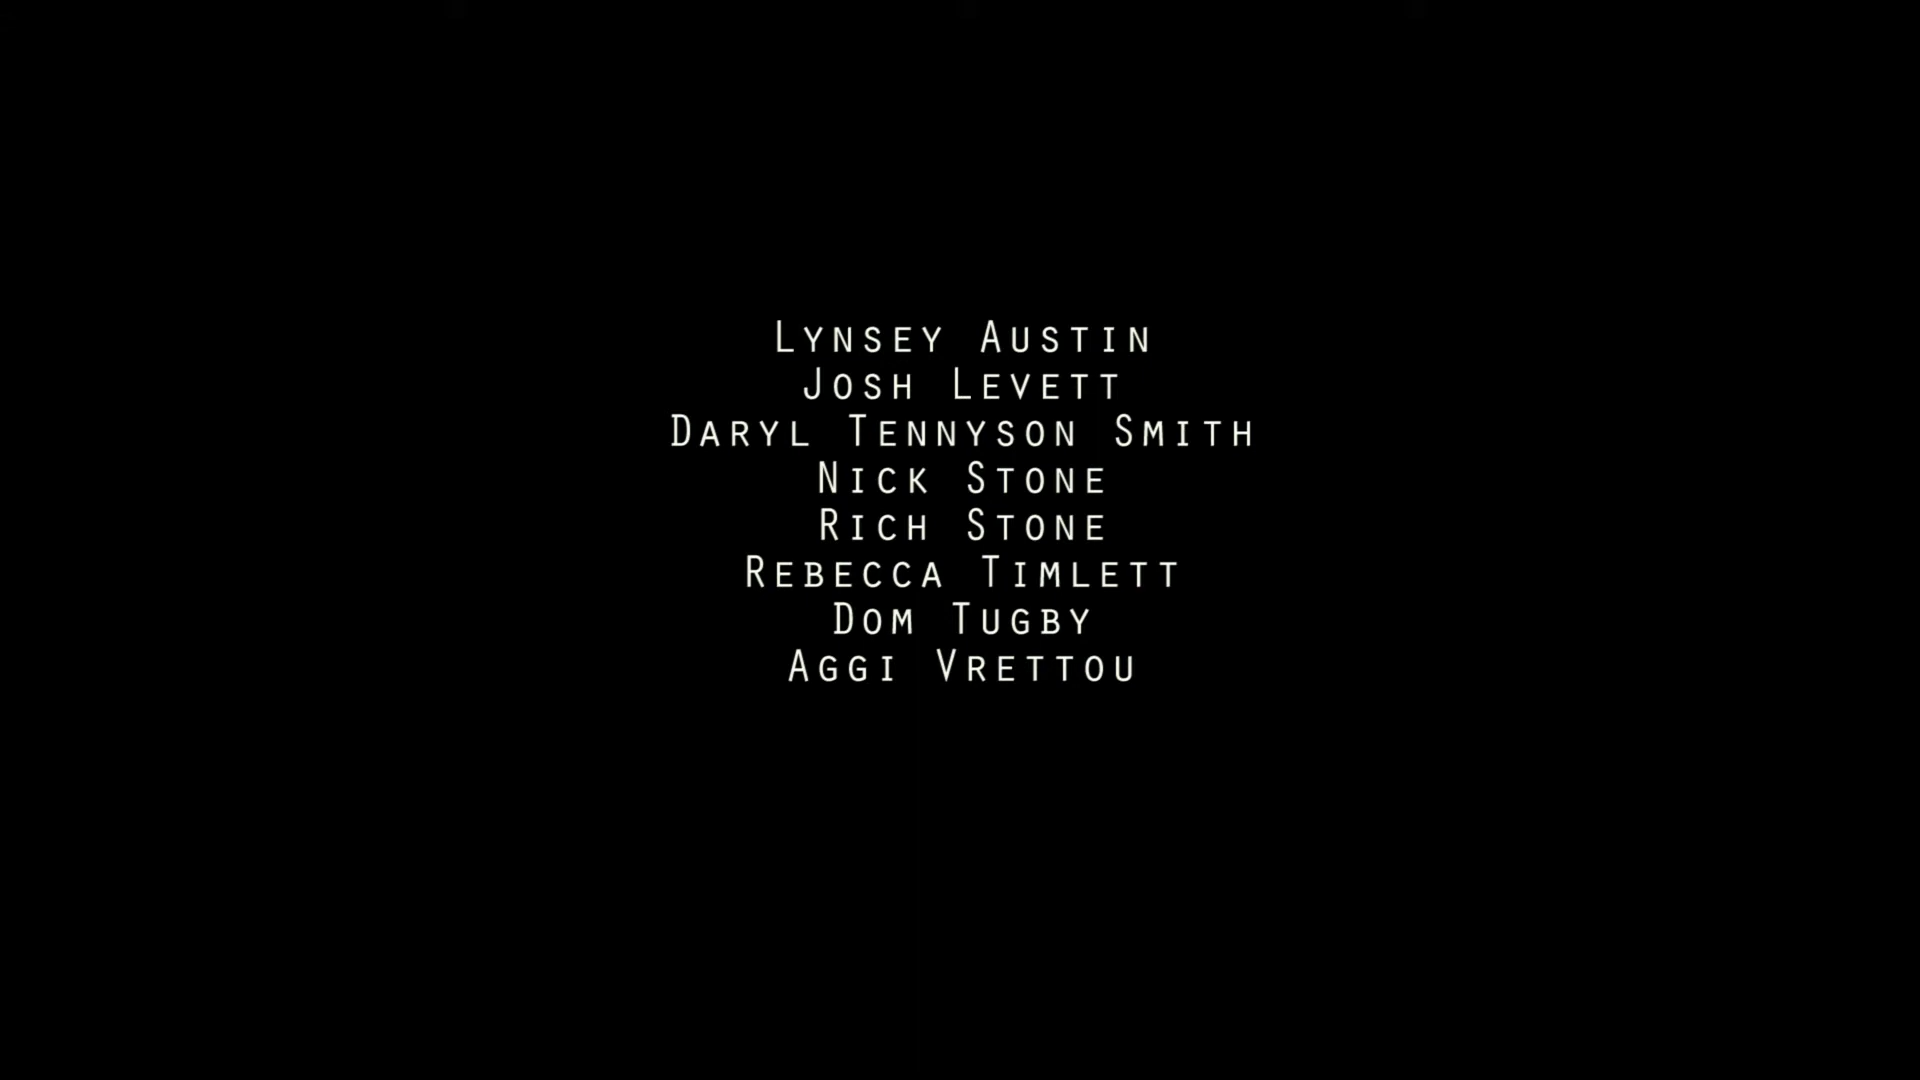 Lynsey Austin
Josh Levett
Daryl Tennyson Smith
Nick Stone
Rich Stone
Rebecca Timlett
Dom Tugby
Aggi Vrettou